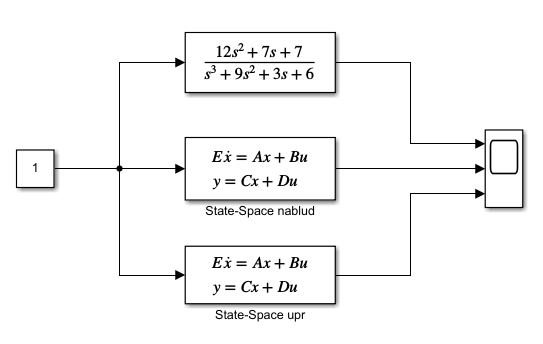 12s² + 7s + 7
s³ + 9s² + 3s + 6
1
Eẋ = Ax + Bu
y = Cx + Du
State-Space nablud
Eẋ = Ax + Bu
y = Cx + Du
State-Space upr